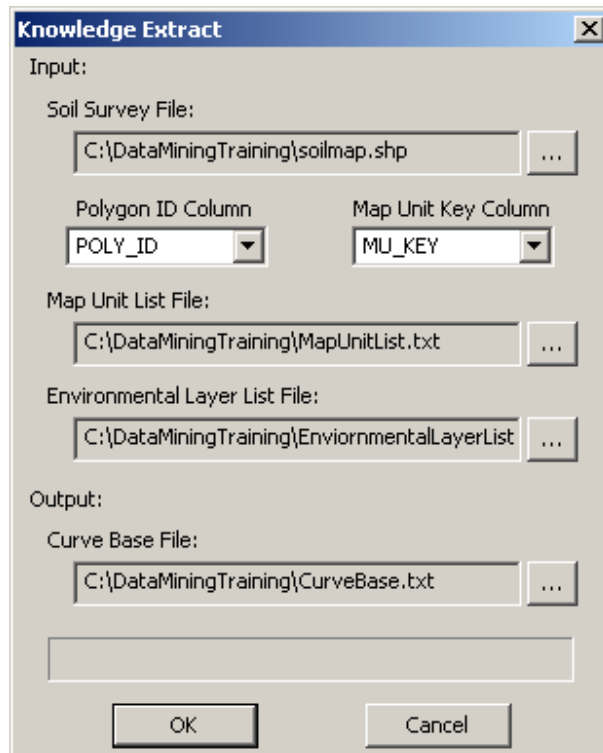 Knowledge Extract
Input:
Soil Survey File:
C:\DataMiningTraining\soilmap.shp
...
Polygon ID Column Map Unit Key Column
POLY_ID MU_KEY
Map Unit List File:
C:\DataMiningTraining\MapUnitList.txt
...
Environmental Layer List File:
C:\DataMiningTraining\EnviornmentalLayerList
...
Output:
Curve Base File:
C:\DataMiningTraining\CurveBase.txt
...
OK Cancel